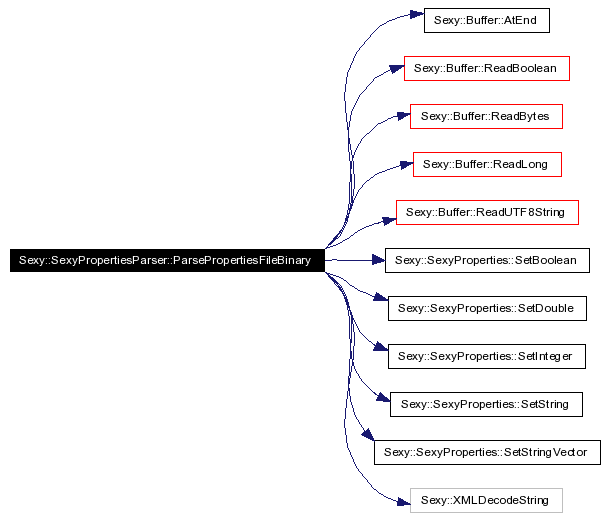 Sexy::Buffer::AtEnd
Sexy::Buffer::ReadBoolean
Sexy::Buffer::ReadBytes
Sexy::Buffer::ReadLong
Sexy::Buffer::ReadUTF8String
Sexy::SexyPropertiesParser::ParsePropertiesFileBinary
Sexy::SexyProperties::SetBoolean
Sexy::SexyProperties::SetDouble
Sexy::SexyProperties::SetInteger
Sexy::SexyProperties::SetString
Sexy::SexyProperties::SetStringVector
Sexy::XMLDecodeString